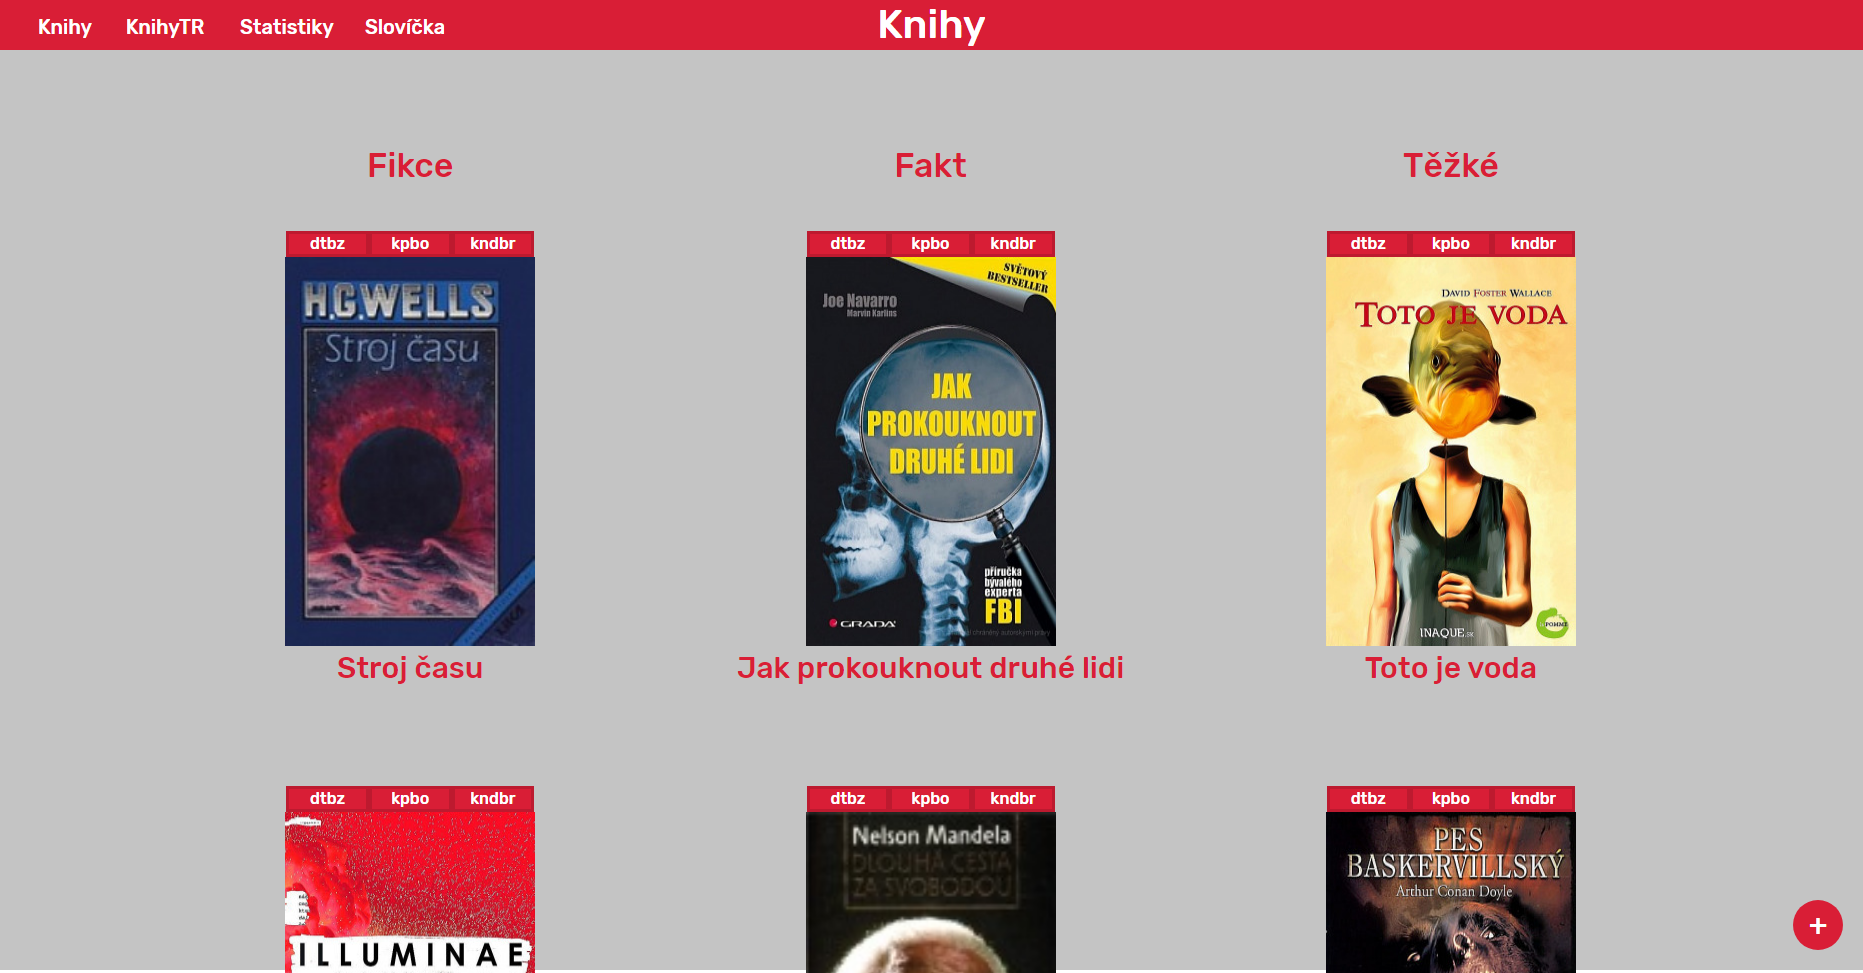 Knihy
KnihyTR
Statistiky
Slovíčka
Knihy
Fikce
Fakt
Těžké
dtbz
kpbo
kndbr
dtbz
kpbo
kndbr
dtbz
kpbo
kndbr
H.G.WELLS
Stroj času
SVĚTOVÝ
BESTSELLER
Joe Navarro
Marvin Karlins
JAK
PROKOUKNOUT
DRUHÉ LIDI
příručka
bývalého
experta
FBI
GRADA
DAVID FOSTER WALLACE
TOTO JE VODA
INAQUE.SK
Stroj času
Jak prokouknout druhé lidi
Toto je voda
dtbz
kpbo
kndbr
dtbz
kpbo
kndbr
dtbz
kpbo
kndbr
ILLUMINAE
Nelson Mandela
DLOUHÁ CESTA
ZA SVOBODOU
PES
BASKERVILLSKÝ
Arthur Conan Doyle
+